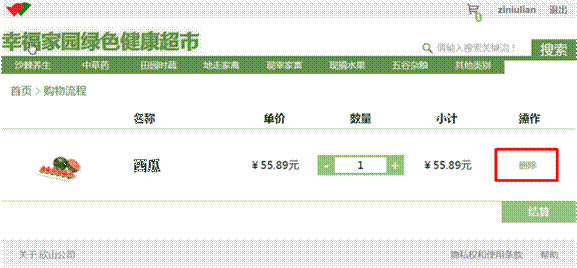 0 ziniulian 退出
幸福家园绿色健康超市
请输入搜索关键词！ 搜索
沙棘养生 中草药 田园时蔬 地走家禽 现宰家畜 现摘水果 五谷杂粮 其他类别
首页 > 购物流程
名称 单价 数量 小计 操作
西瓜 ¥ 55.89元 - 1 + ¥ 55.89元 删除
结算
关于 欣山公司 隐私权和使用条款 帮助